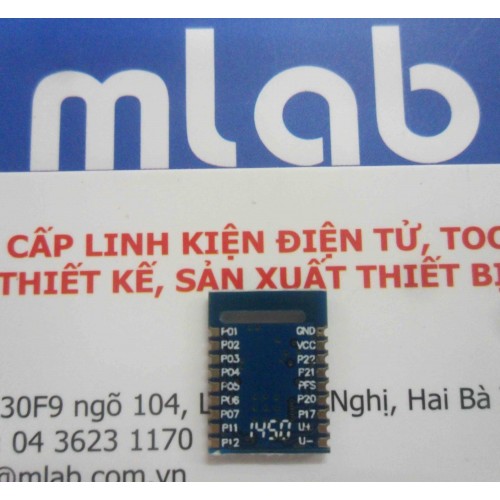 mlab
CẤP LINH KIỆN ĐIỆN TỬ, TOO
THIẾT KẾ, SẢN XUẤT THIẾT BỊ
P01 GND
P02 VCC
P03 P22
P04 P21
P05 PFS
P06 P20
P07 P17
P11 U+
P12 U-
1450
30F9 ngõ 104, Nghị, Hai Bà
04 3623 1170
@mlab.com.vn